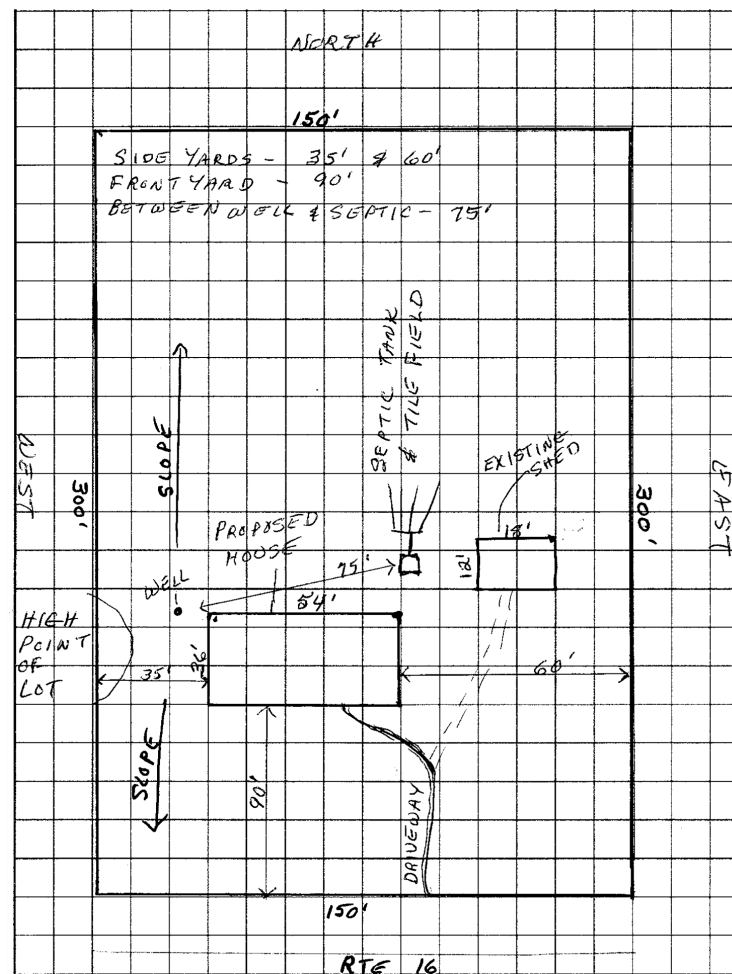 NORTH
150'
SIDE YARDS - 35' & 60'
FRONT YARD - 90'
BETWEEN WELL & SEPTIC - 75'
SEPTIC TANK
& TILE FIELD
EXISTING
SHED
18'
12'
WEST
300'
SLOPE
300'
EAST
PROPOSED
HOUSE
75'
WELL
54'
HIGH
POINT
OF
LOT
35'
36'
60'
SLOPE
90'
DRIVEWAY
150'
RTE 16